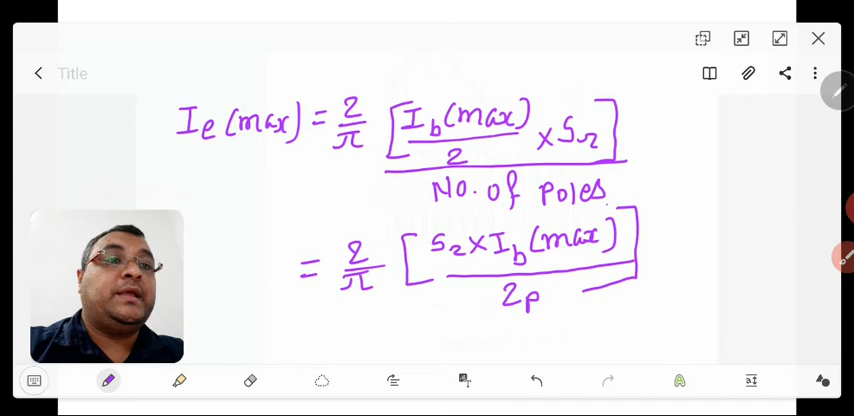 Title
Ie (max) = 2/π [Ib (max)/2 × S2] / No. of poles
= 2/π [S2 × Ib (max) / 2p]